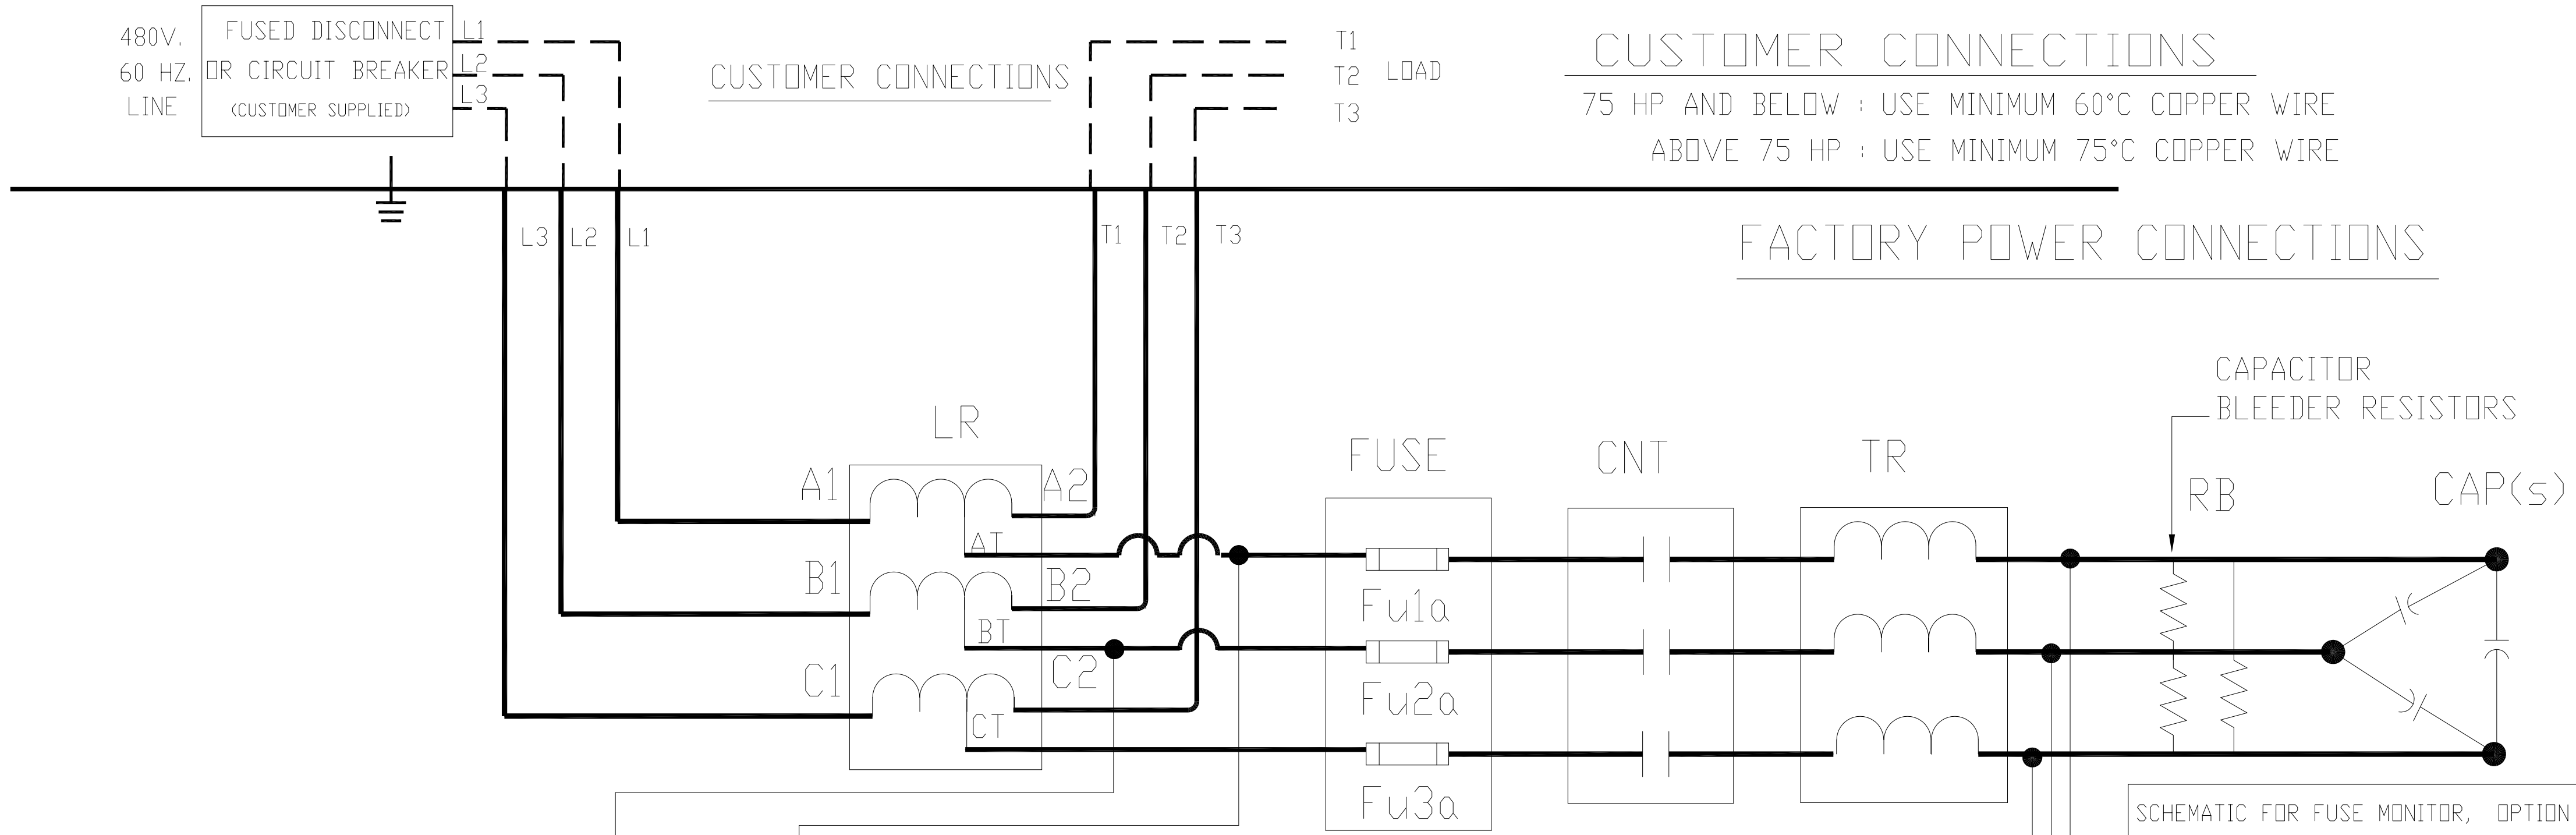 480V.
60 HZ.
LINE
FUSED DISCONNECT
OR CIRCUIT BREAKER
(CUSTOMER SUPPLIED)
L1
L2
L3
CUSTOMER CONNECTIONS
T1
T2
T3
LOAD
CUSTOMER CONNECTIONS
75 HP AND BELOW : USE MINIMUM 60°C COPPER WIRE
ABOVE 75 HP : USE MINIMUM 75°C COPPER WIRE
L3
L2
L1
T1
T2
T3
FACTORY POWER CONNECTIONS
LR
A1
A2
AT
B1
B2
BT
C1
C2
CT
FUSE
Fu1a
Fu2a
Fu3a
CNT
TR
CAPACITOR
BLEEDER RESISTORS
RB
CAP(s)
SCHEMATIC FOR FUSE MONITOR, OPTION